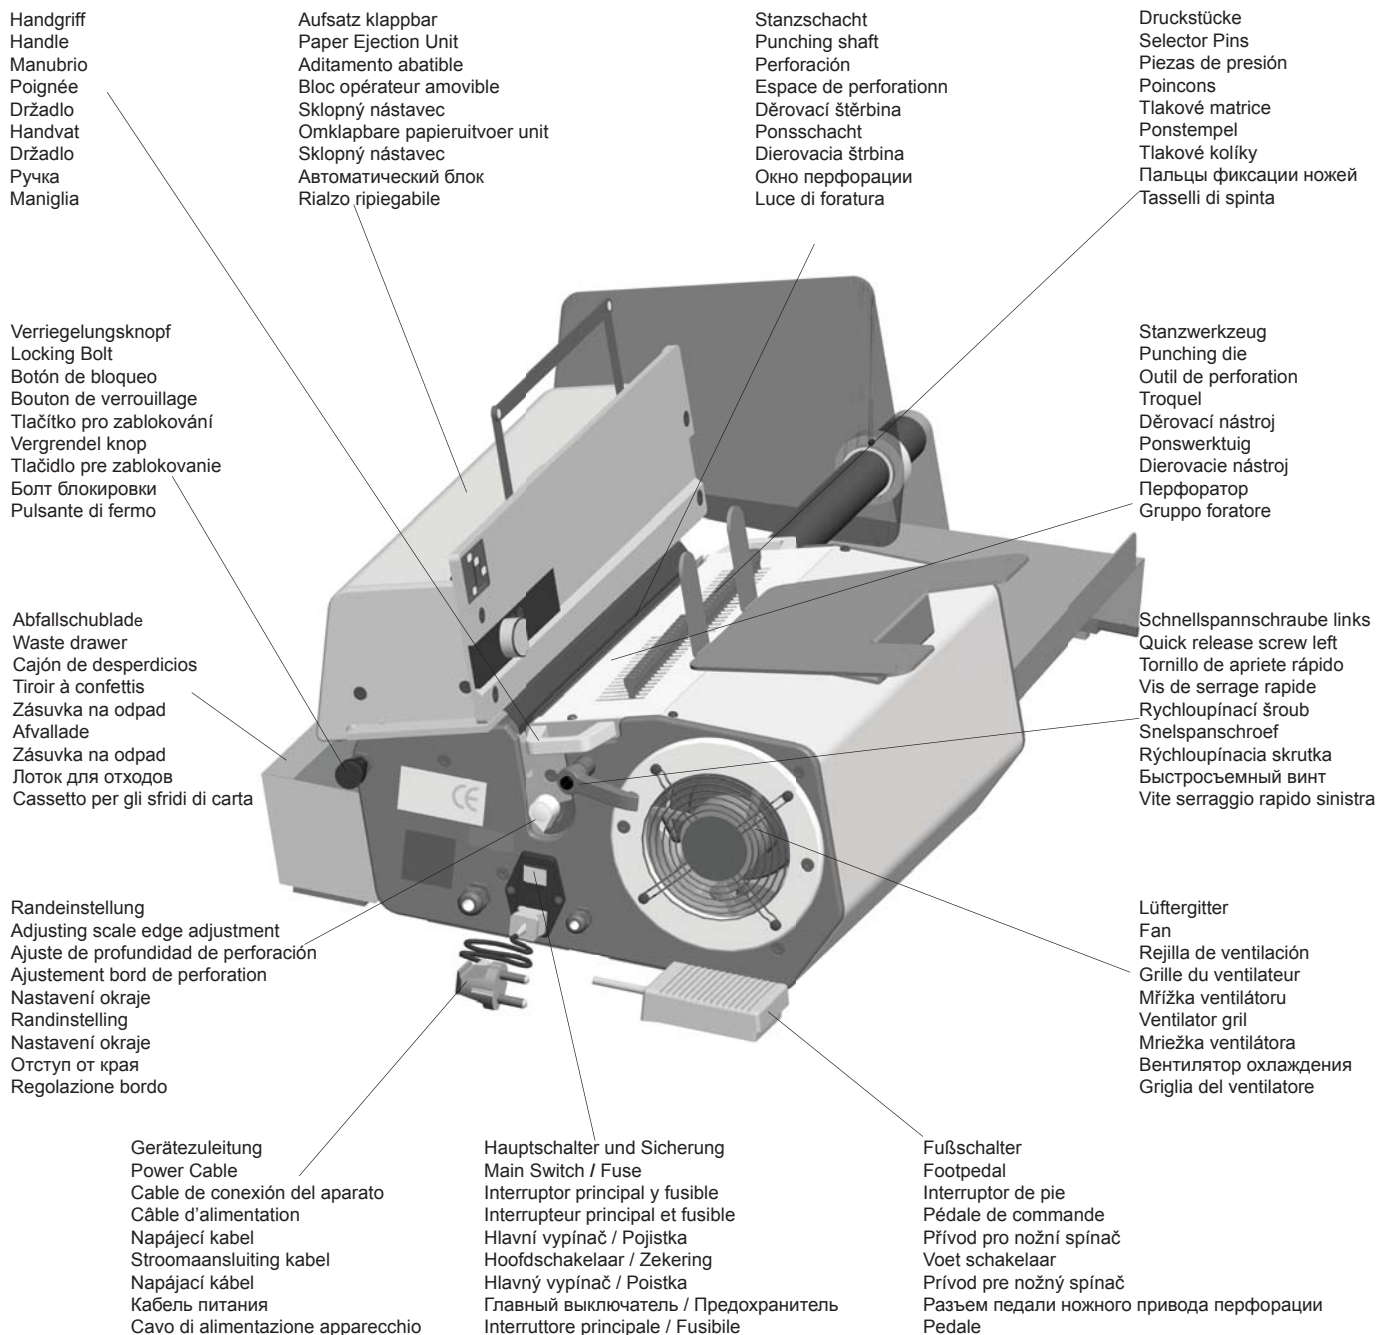 Handgriff
Handle
Manubrio
Poignée
Držadlo
Handvat
Držadlo
Ручка
Maniglia
Aufsatz klappbar
Paper Ejection Unit
Aditamento abatible
Bloc opérateur amovible
Sklopný nástavec
Omklapbare papieruitvoer unit
Sklopný nástavec
Автоматический блок
Rialzo ripiegabile
Stanzschacht
Punching shaft
Perforación
Espace de perforationn
Děrovací štěrbina
Ponsschacht
Dierovacia štrbina
Окно перфорации
Luce di foratura
Druckstücke
Selector Pins
Piezas de presión
Poincons
Tlakové matrice
Ponstempel
Tlakové kolíky
Пальцы фиксации ножей
Tasselli di spinta
Verriegelungsknopf
Locking Bolt
Botón de bloqueo
Bouton de verrouillage
Tlačítko pro zablokování
Vergrendel knop
Tlačidlo pre zablokovanie
Болт блокировки
Pulsante di fermo
Stanzwerkzeug
Punching die
Outil de perforation
Troquel
Děrovací nástroj
Ponswerktuig
Dierovacie nástroj
Перфоратор
Gruppo foratore
Abfallschublade
Waste drawer
Cajón de desperdicios
Tiroir à confettis
Zásuvka na odpad
Afvallade
Zásuvka na odpad
Лоток для отходов
Cassetto per gli sfridi di carta
Schnellspannschraube links
Quick release screw left
Tornillo de apriete rápido
Vis de serrage rapide
Rychloupínací šroub
Snelspanschroef
Rýchloupínacia skrutka
Быстросъемный винт
Vite serraggio rapido sinistra
CE
Randeinstellung
Adjusting scale edge adjustment
Ajuste de profundidad de perforación
Ajustement bord de perforation
Nastavení okraje
Randinstelling
Nastavení okraje
Отступ от края
Regolazione bordo
Lüftergitter
Fan
Rejilla de ventilación
Grille du ventilateur
Mřížka ventilátoru
Ventilator gril
Mriežka ventilátora
Вентилятор охлаждения
Griglia del ventilatore
Gerätezuleitung
Power Cable
Cable de conexión del aparato
Câble d’alimentation
Napájecí kabel
Stroomaansluiting kabel
Napájací kábel
Кабель питания
Cavo di alimentazione apparecchio
Hauptschalter und Sicherung
Main Switch / Fuse
Interruptor principal y fusible
Interrupteur principal et fusible
Hlavní vypínač / Pojistka
Hoofdschakelaar / Zekering
Hlavný vypínač / Poistka
Главный выключатель / Предохранитель
Interruttore principale / Fusibile
Fußschalter
Footpedal
Interruptor de pie
Pédale de commande
Přívod pro nožní spínač
Voet schakelaar
Prívod pre nožný spínač
Разъем педали ножного привода перфорации
Pedale